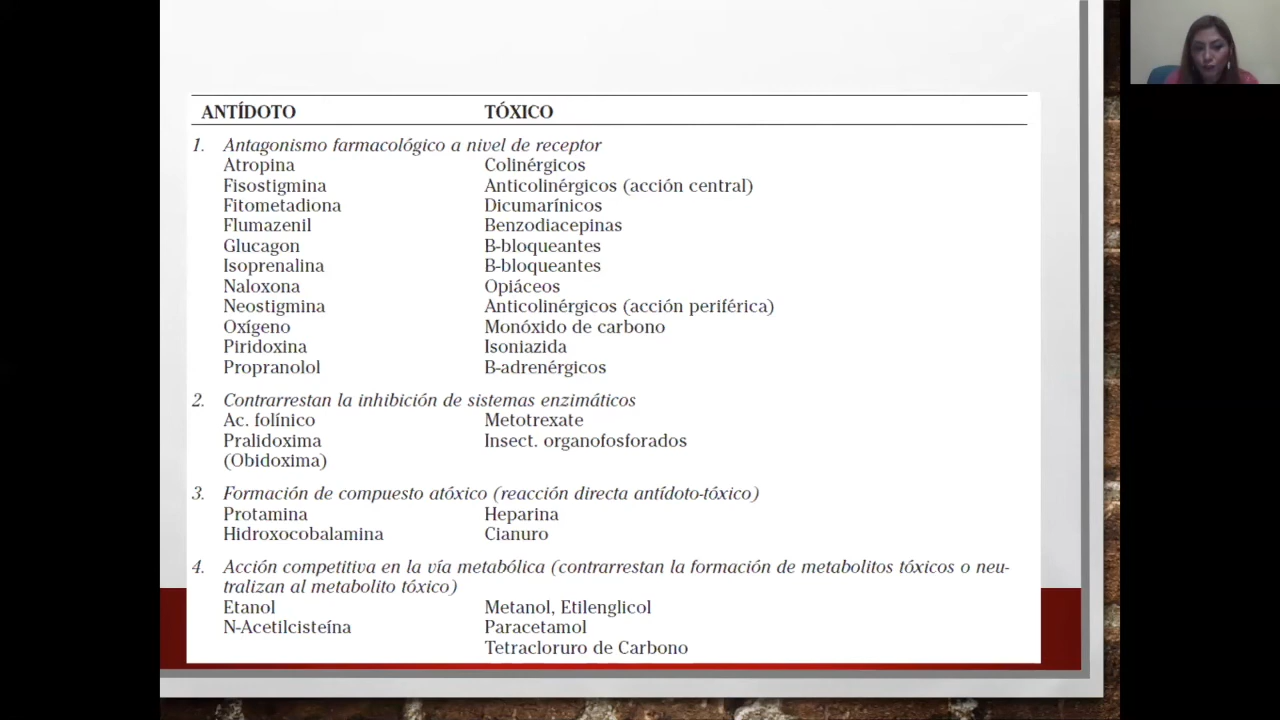 ANTÍDOTO TÓXICO
1. Antagonismo farmacológico a nivel de receptor
Atropina Colinérgicos
Fisostigmina Anticolinérgicos (acción central)
Fitometadiona Dicumarínicos
Flumazenil Benzodiacepinas
Glucagon B-bloqueantes
Isoprenalina B-bloqueantes
Naloxona Opiáceos
Neostigmina Anticolinérgicos (acción periférica)
Oxígeno Monóxido de carbono
Piridoxina Isoniazida
Propranolol B-adrenérgicos
2. Contrarrestan la inhibición de sistemas enzimáticos
Ac. folínico Metotrexate
Pralidoxima Insect. organofosforados
(Obidoxima)
3. Formación de compuesto atóxico (reacción directa antídoto-tóxico)
Protamina Heparina
Hidroxocobalamina Cianuro
4. Acción competitiva en la vía metabólica (contrarrestan la formación de metabolitos tóxicos o neu-
tralizan al metabolito tóxico)
Etanol Metanol, Etilenglicol
N-Acetilcisteína Paracetamol
Tetracloruro de Carbono